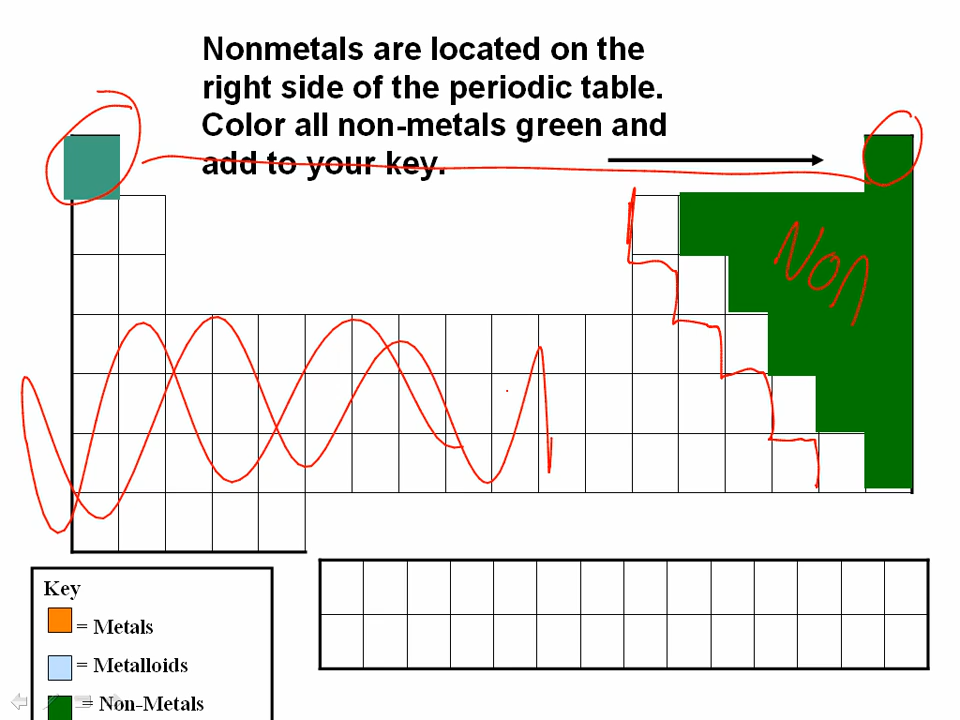 Nonmetals are located on the
right side of the periodic table.
Color all non-metals green and
add to your key.
Non
Key
= Metals
= Metalloids
= Non-Metals